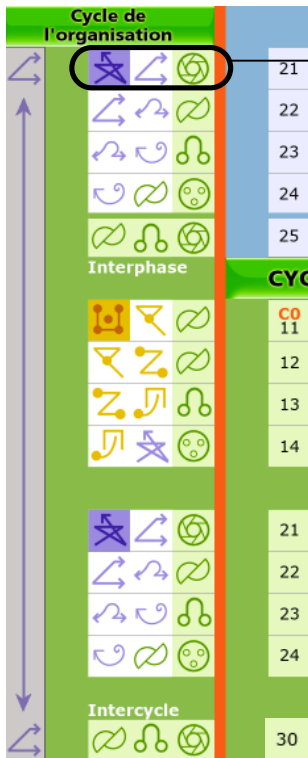 Cycle de
l'organisation
21
22
23
24
25
Interphase
CYC
C0
11
12
13
14
21
22
23
24
Intercycle
30